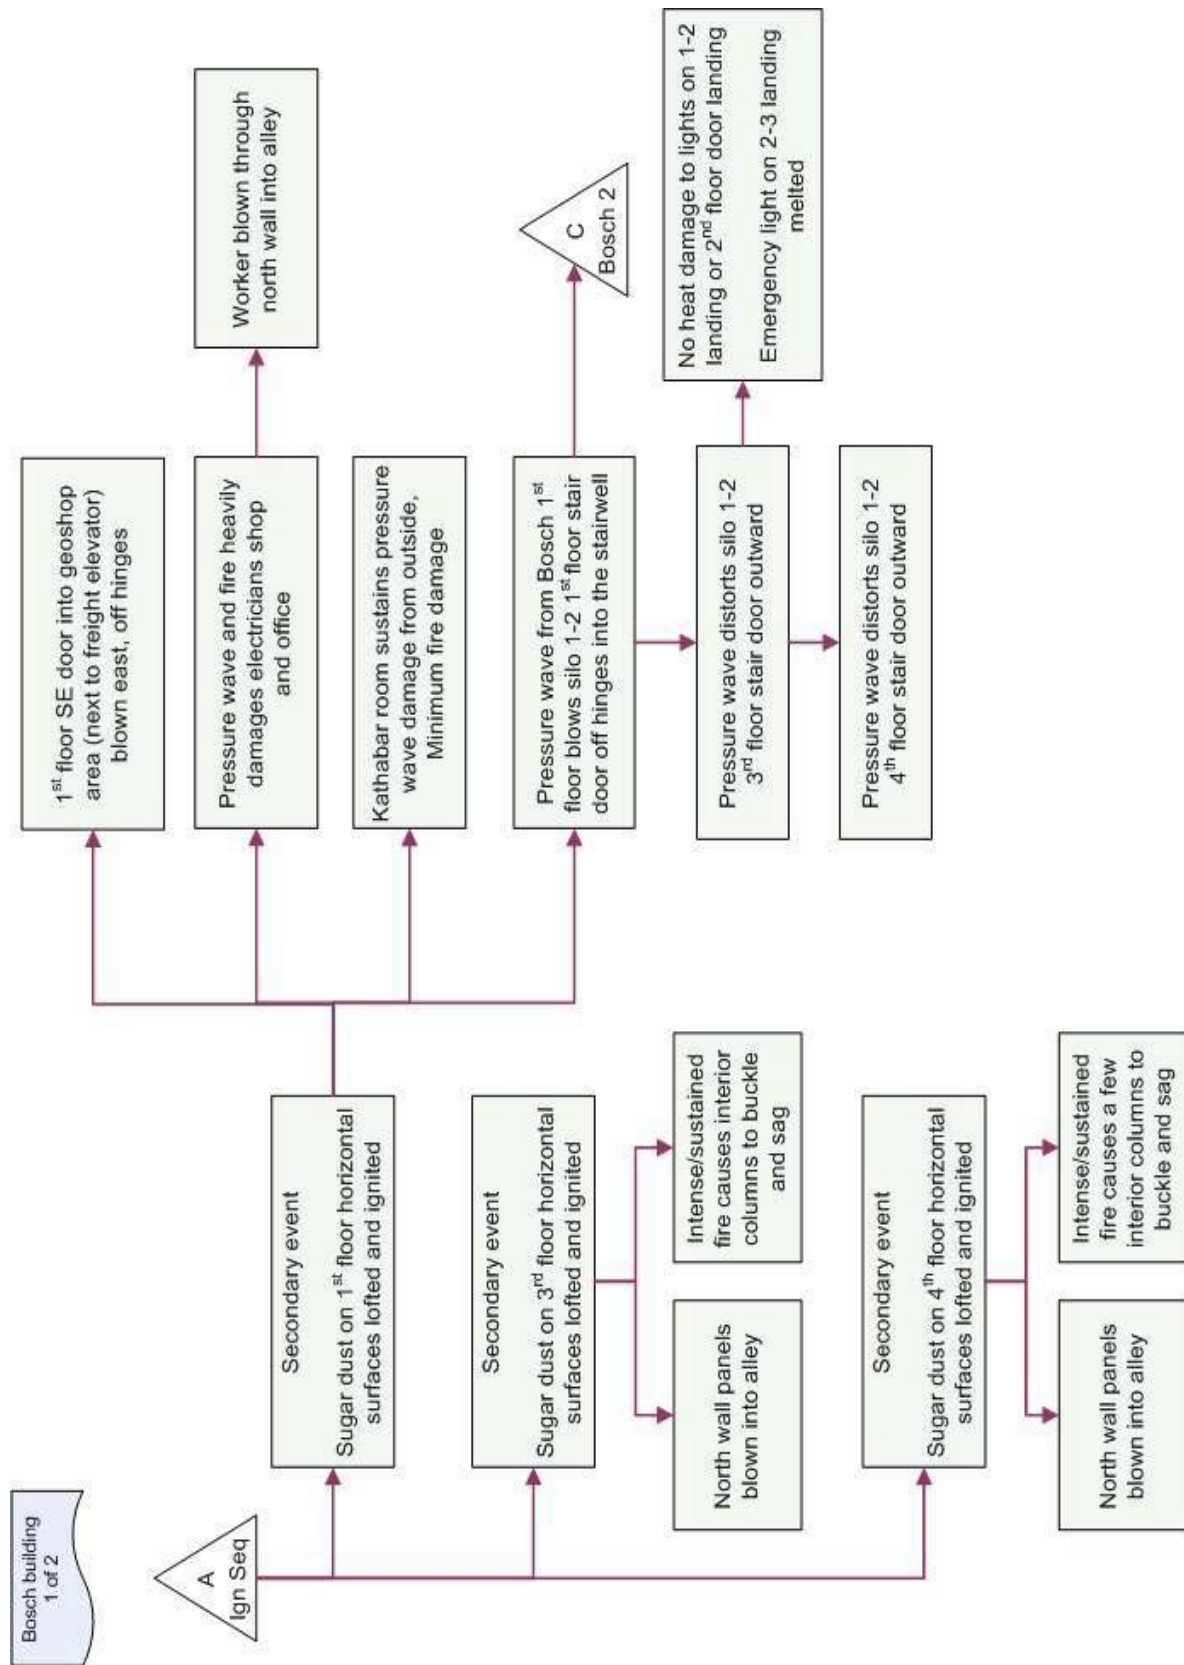 Bosch building
1 of 2
A
Ign Seq
Secondary event
Sugar dust on 1st floor horizontal
surfaces lofted and ignited
1st floor SE door into geoshop
area (next to freight elevator)
blown east, off hinges
Pressure wave and fire heavily
damages electricians shop
and office
Worker blown through
north wall into alley
Kathabar room sustains pressure
wave damage from outside,
Minimum fire damage
Pressure wave from Bosch 1st
floor blows silo 1-2 1st floor stair
door off hinges into the stairwell
C
Bosch 2
Pressure wave distorts silo 1-2
3rd floor stair door outward
No heat damage to lights on 1-2
landing or 2nd floor door landing
Emergency light on 2-3 landing
melted
Pressure wave distorts silo 1-2
4th floor stair door outward
Secondary event
Sugar dust on 3rd floor horizontal
surfaces lofted and ignited
North wall panels
blown into alley
Intense/sustained
fire causes interior
columns to buckle
and sag
Secondary event
Sugar dust on 4th floor horizontal
surfaces lofted and ignited
North wall panels
blown into alley
Intense/sustained
fire causes a few
interior columns to
buckle and sag